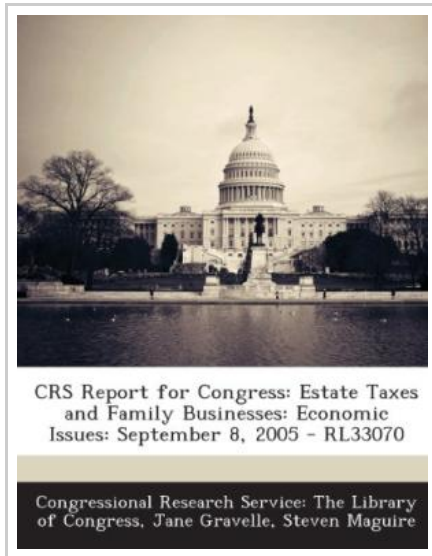 CRS Report for Congress: Estate Taxes
and Family Businesses: Economic
Issues: September 8, 2005 - RL33070
Congressional Research Service: The Library
of Congress, Jane Gravelle, Steven Maguire